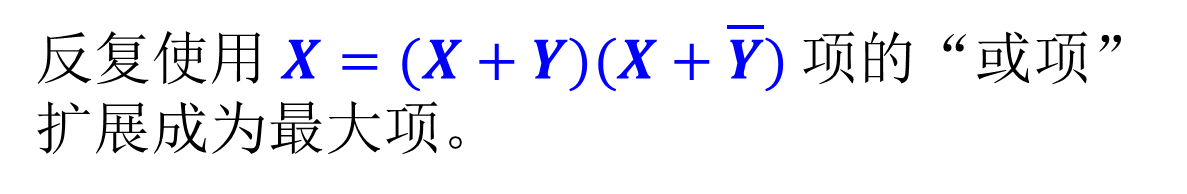 反复使用 X = (X + Y)(X + Y̅) 项的“或项”
扩展成为最大项。